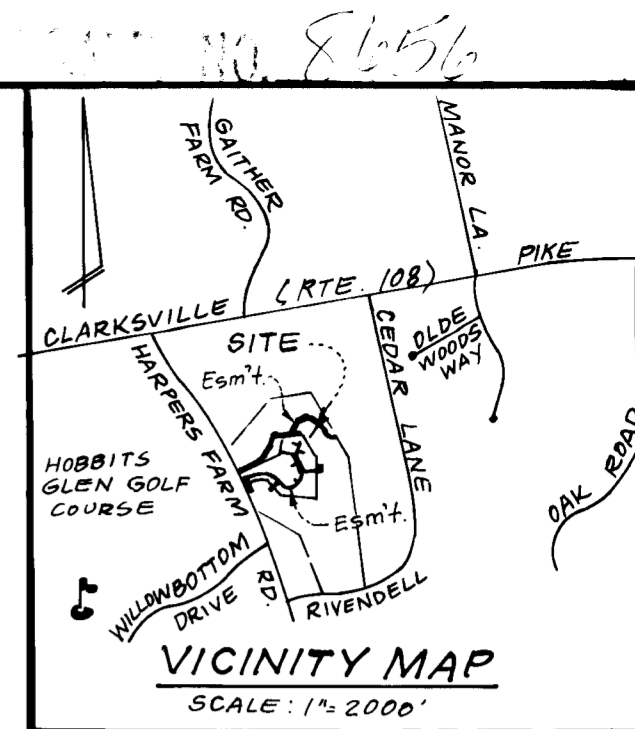 NO. 8656
GAITHER
FARM RD.
MANOR LA.
CLARKSVILLE (RTE. 108) PIKE
SITE
Esm't.
CEDAR LANE
OLDE
WOODS
WAY
HARPERS FARM RD.
HOBBITS
GLEN GOLF
COURSE
Esm't.
OAK ROAD
WILLOWBOTTOM
DRIVE
RIVENDELL
VICINITY MAP
SCALE: 1"= 2000'